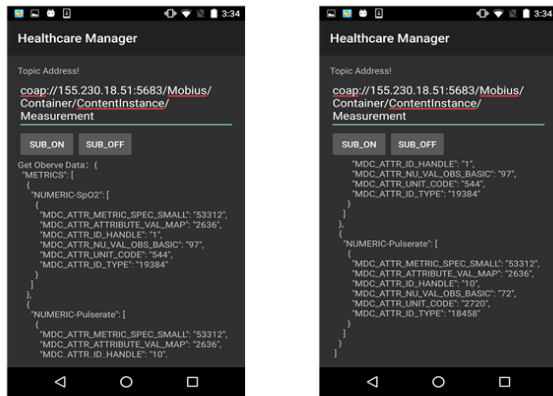 3:34
Healthcare Manager
Topic Address!
coap://155.230.18.51:5683/Mobius/
Container/ContentInstance/
Measurement
SUB_ON SUB_OFF
Get Oberve Data: {
"METRICS": [
{
"NUMERIC-SpO2": [
{
"MDC_ATTR_METRIC_SPEC_SMALL": "53312",
"MDC_ATTR_ATTRIBUTE_VAL_MAP": "2636",
"MDC_ATTR_ID_HANDLE": "1",
"MDC_ATTR_NU_VAL_OBS_BASIC": "97",
"MDC_ATTR_UNIT_CODE": "544",
"MDC_ATTR_ID_TYPE": "19384"
}
]
},
{
"NUMERIC-Pulserate": [
{
"MDC_ATTR_METRIC_SPEC_SMALL": "53312",
"MDC_ATTR_ATTRIBUTE_VAL_MAP": "2636",
"MDC_ATTR_ID_HANDLE": "10",
3:34
Healthcare Manager
Topic Address!
coap://155.230.18.51:5683/Mobius/
Container/ContentInstance/
Measurement
SUB_ON SUB_OFF
"MDC_ATTR_ID_HANDLE": "1",
"MDC_ATTR_NU_VAL_OBS_BASIC": "97",
"MDC_ATTR_UNIT_CODE": "544",
"MDC_ATTR_ID_TYPE": "19384"
}
]
},
{
"NUMERIC-Pulserate": [
{
"MDC_ATTR_METRIC_SPEC_SMALL": "53312",
"MDC_ATTR_ATTRIBUTE_VAL_MAP": "2636",
"MDC_ATTR_ID_HANDLE": "10",
"MDC_ATTR_NU_VAL_OBS_BASIC": "72",
"MDC_ATTR_UNIT_CODE": "2720",
"MDC_ATTR_ID_TYPE": "18458"
}
]
}
]